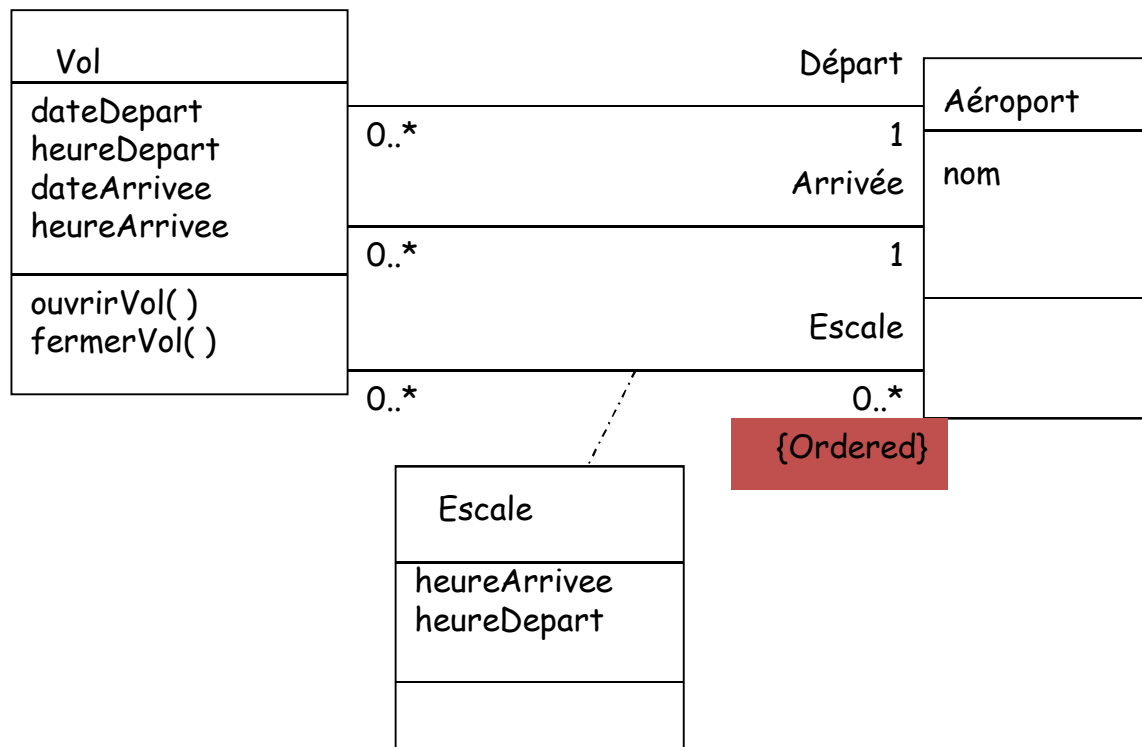 Vol
dateDepart
heureDepart
dateArrivee
heureArrivee
ouvrirVol( )
fermerVol( )
Départ
0..*
1
Arrivée
0..*
1
Escale
0..*
0..*
{Ordered}
Aéroport
nom
Escale
heureArrivee
heureDepart